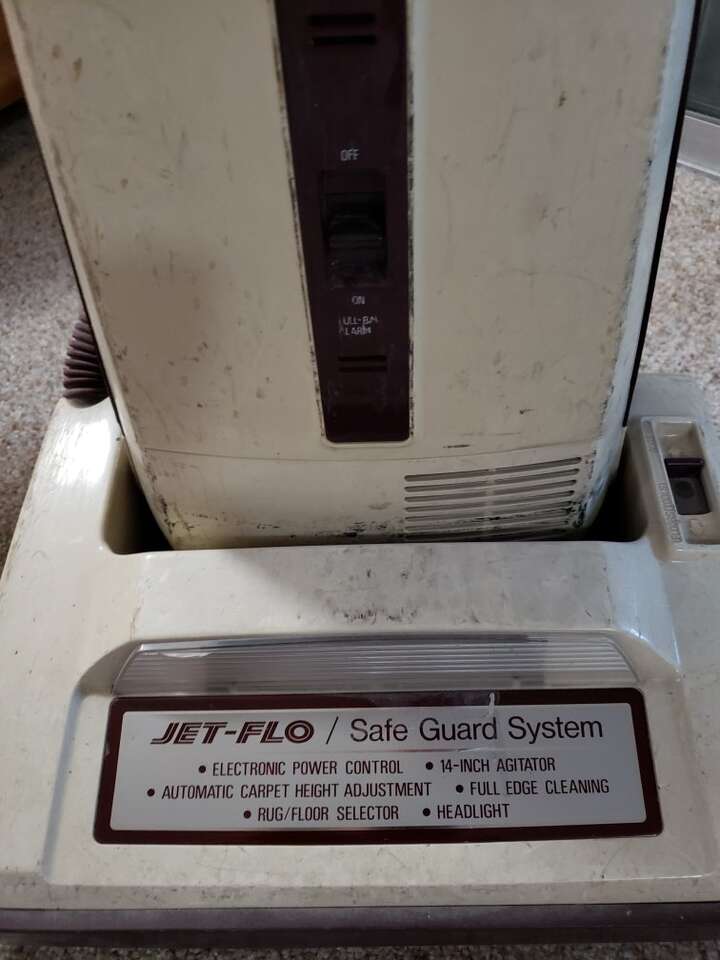 OFF
ON
ALARM
JET-FLO / Safe Guard System
• ELECTRONIC POWER CONTROL • 14-INCH AGITATOR
• AUTOMATIC CARPET HEIGHT ADJUSTMENT • FULL EDGE CLEANING
• RUG/FLOOR SELECTOR • HEADLIGHT